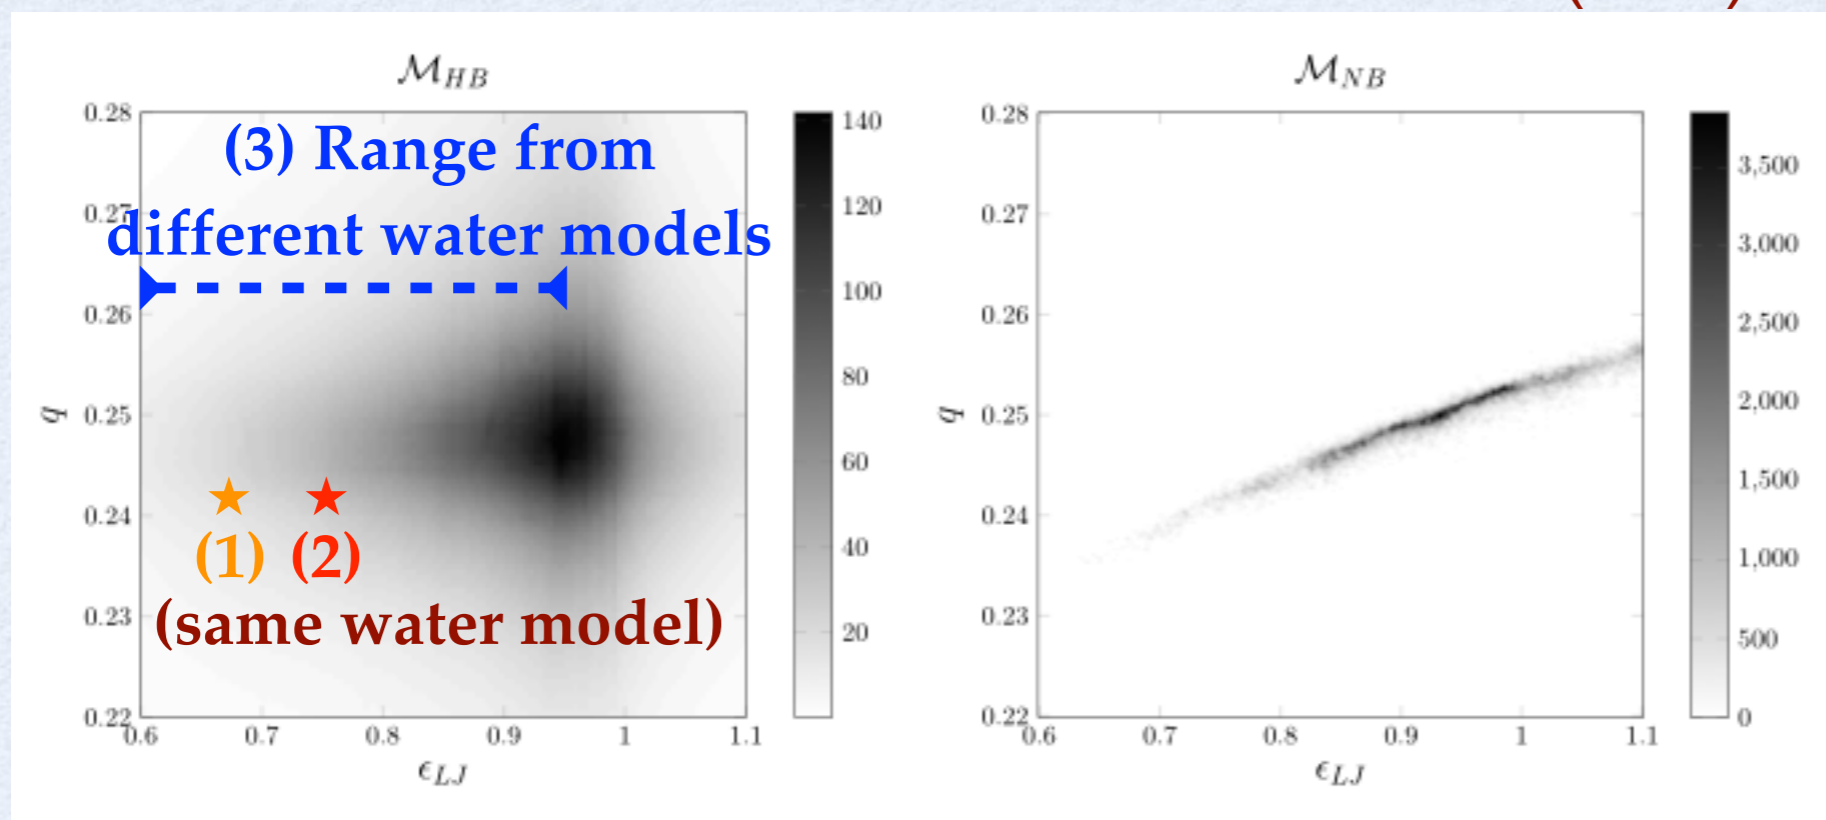 M_HB
0.28
0.27
0.26
0.25
0.24
0.23
0.22
q
(3) Range from
different water models
(1) (2)
(same water model)
0.6 0.7 0.8 0.9 1 1.1
ϵ_LJ
140
120
100
80
60
40
20
M_NB
0.28
0.27
0.26
0.25
0.24
0.23
0.22
q
0.6 0.7 0.8 0.9 1 1.1
ϵ_LJ
3,500
3,000
2,500
2,000
1,500
1,000
500
0